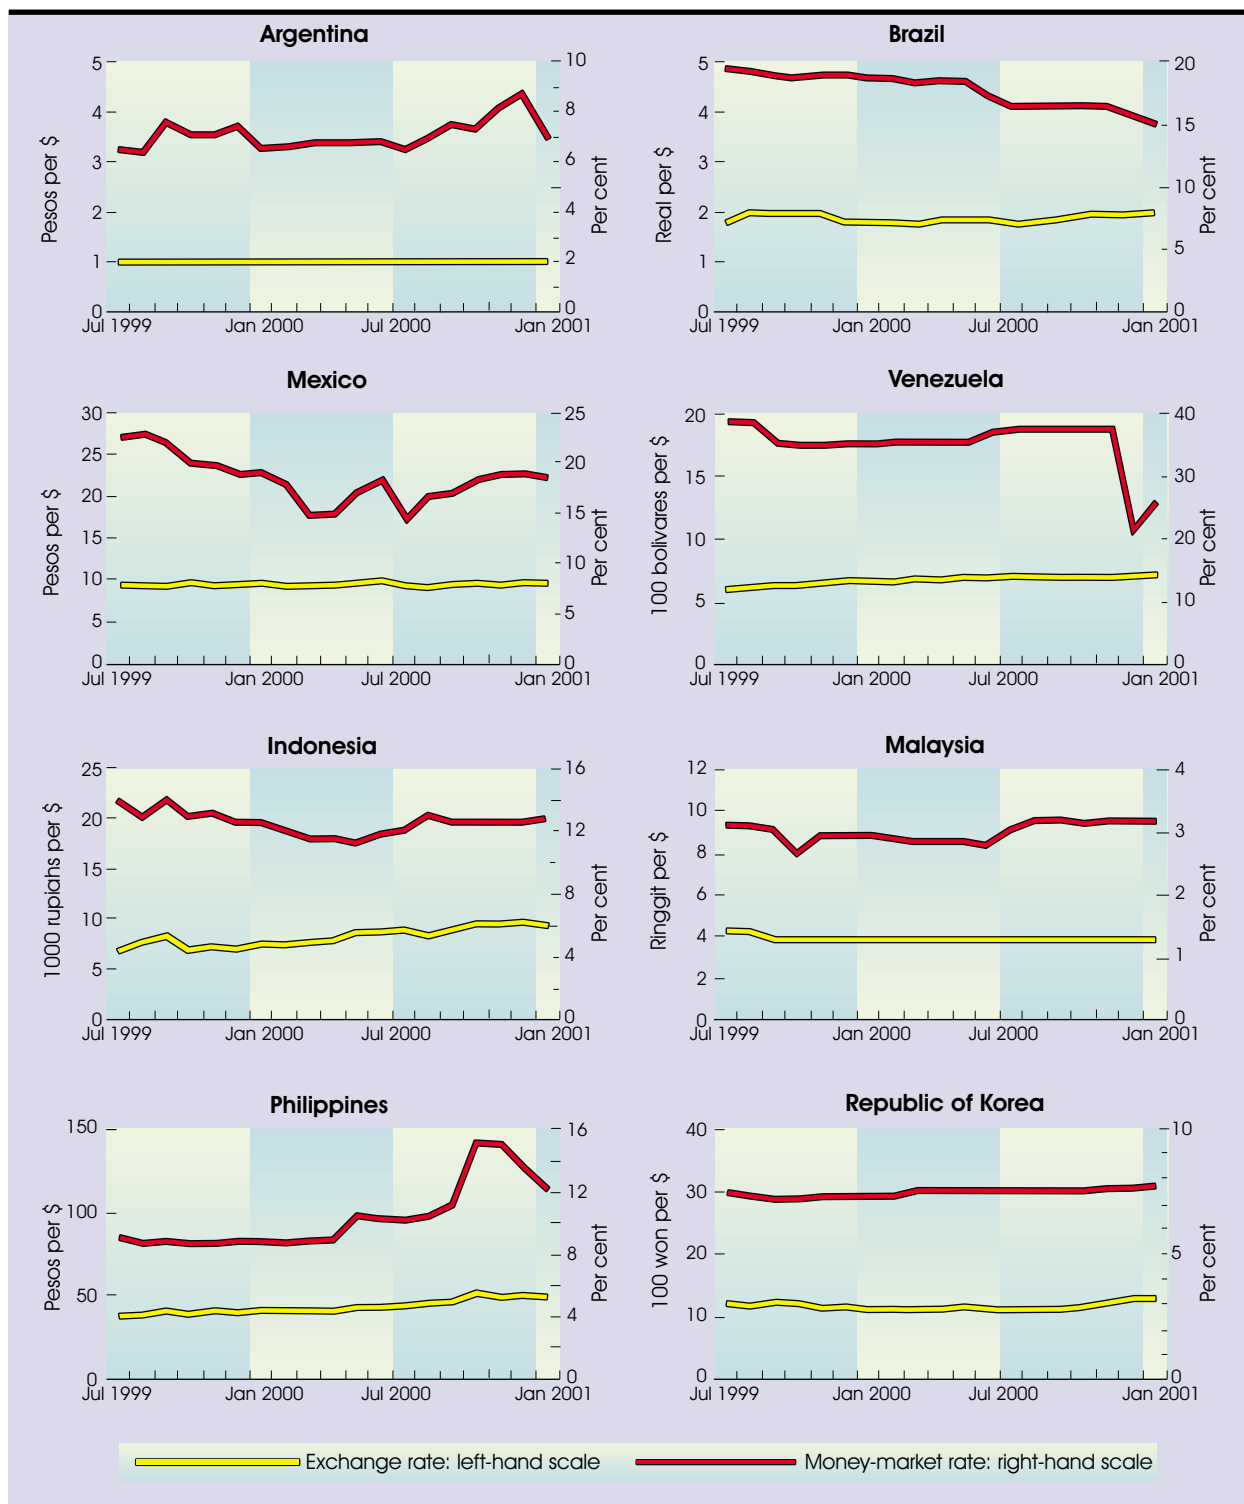 Argentina
Pesos per $
5
4
3
2
1
0
10
8
6
4
2
0
Per cent
Jul 1999 Jan 2000 Jul 2000 Jan 2001
Brazil
Real per $
5
4
3
2
1
0
20
15
10
5
0
Per cent
Jul 1999 Jan 2000 Jul 2000 Jan 2001
Mexico
Pesos per $
30
25
20
15
10
5
0
25
20
15
10
5
0
Per cent
Jul 1999 Jan 2000 Jul 2000 Jan 2001
Venezuela
100 bolivares per $
20
15
10
5
0
40
30
20
10
0
Per cent
Jul 1999 Jan 2000 Jul 2000 Jan 2001
Indonesia
1000 rupiahs per $
25
20
15
10
5
0
16
12
8
4
0
Per cent
Jul 1999 Jan 2000 Jul 2000 Jan 2001
Malaysia
Ringgit per $
12
10
8
6
4
2
0
4
3
2
1
0
Per cent
Jul 1999 Jan 2000 Jul 2000 Jan 2001
Philippines
Pesos per $
150
100
50
0
16
12
8
4
0
Per cent
Jul 1999 Jan 2000 Jul 2000 Jan 2001
Republic of Korea
100 won per $
40
30
20
10
0
10
5
0
Per cent
Jul 1999 Jan 2000 Jul 2000 Jan 2001
Exchange rate: left-hand scale Money-market rate: right-hand scale